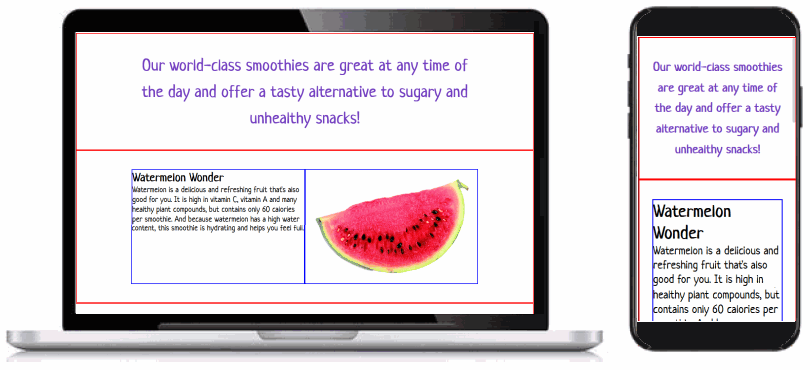 Our world-class smoothies are great at any time of
the day and offer a tasty alternative to sugary and
unhealthy snacks!
Watermelon Wonder
Watermelon is a delicious and refreshing fruit that's also
good for you. It is high in vitamin C, vitamin A and many
healthy plant compounds, but contains only 60 calories
per smoothie. And because watermelon has a high water
content, this smoothie is hydrating and helps you feel full.
Our world-class smoothies
are great at any time of
the day and offer a tasty
alternative to sugary and
unhealthy snacks!
Watermelon
Wonder
Watermelon is a delicious and
refreshing fruit that's also
good for you. It is high in
healthy plant compounds, but
contains only 60 calories per